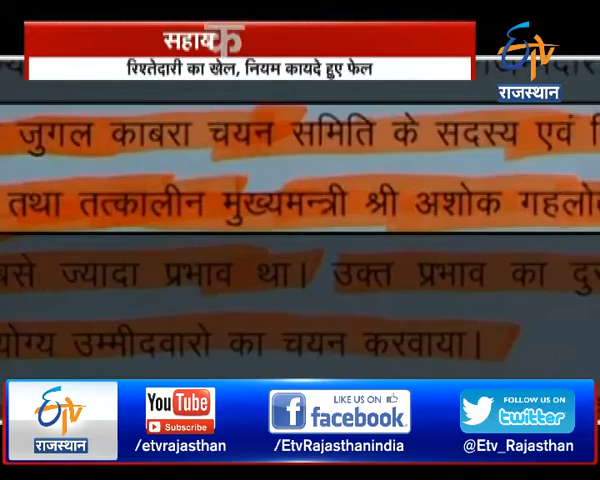 सहायक
रिश्तेदारी का खेल, नियम कायदे हुए फेल
etv
राजस्थान
जुगल काबरा चयन समिति के सदस्य एवं
तथा तत्कालीन मुख्यमन्त्री श्री अशोक गहलो
ज्यादा प्रभाव था। उक्त प्रभाव का
योग्य उम्मीदवारो का चयन करवाया।
etv
राजस्थान
YouTube
Subscribe
/etvrajasthan
LIKE US ON
facebook
/EtvRajasthanindia
FOLLOW US ON
twitter
@Etv_Rajasthan